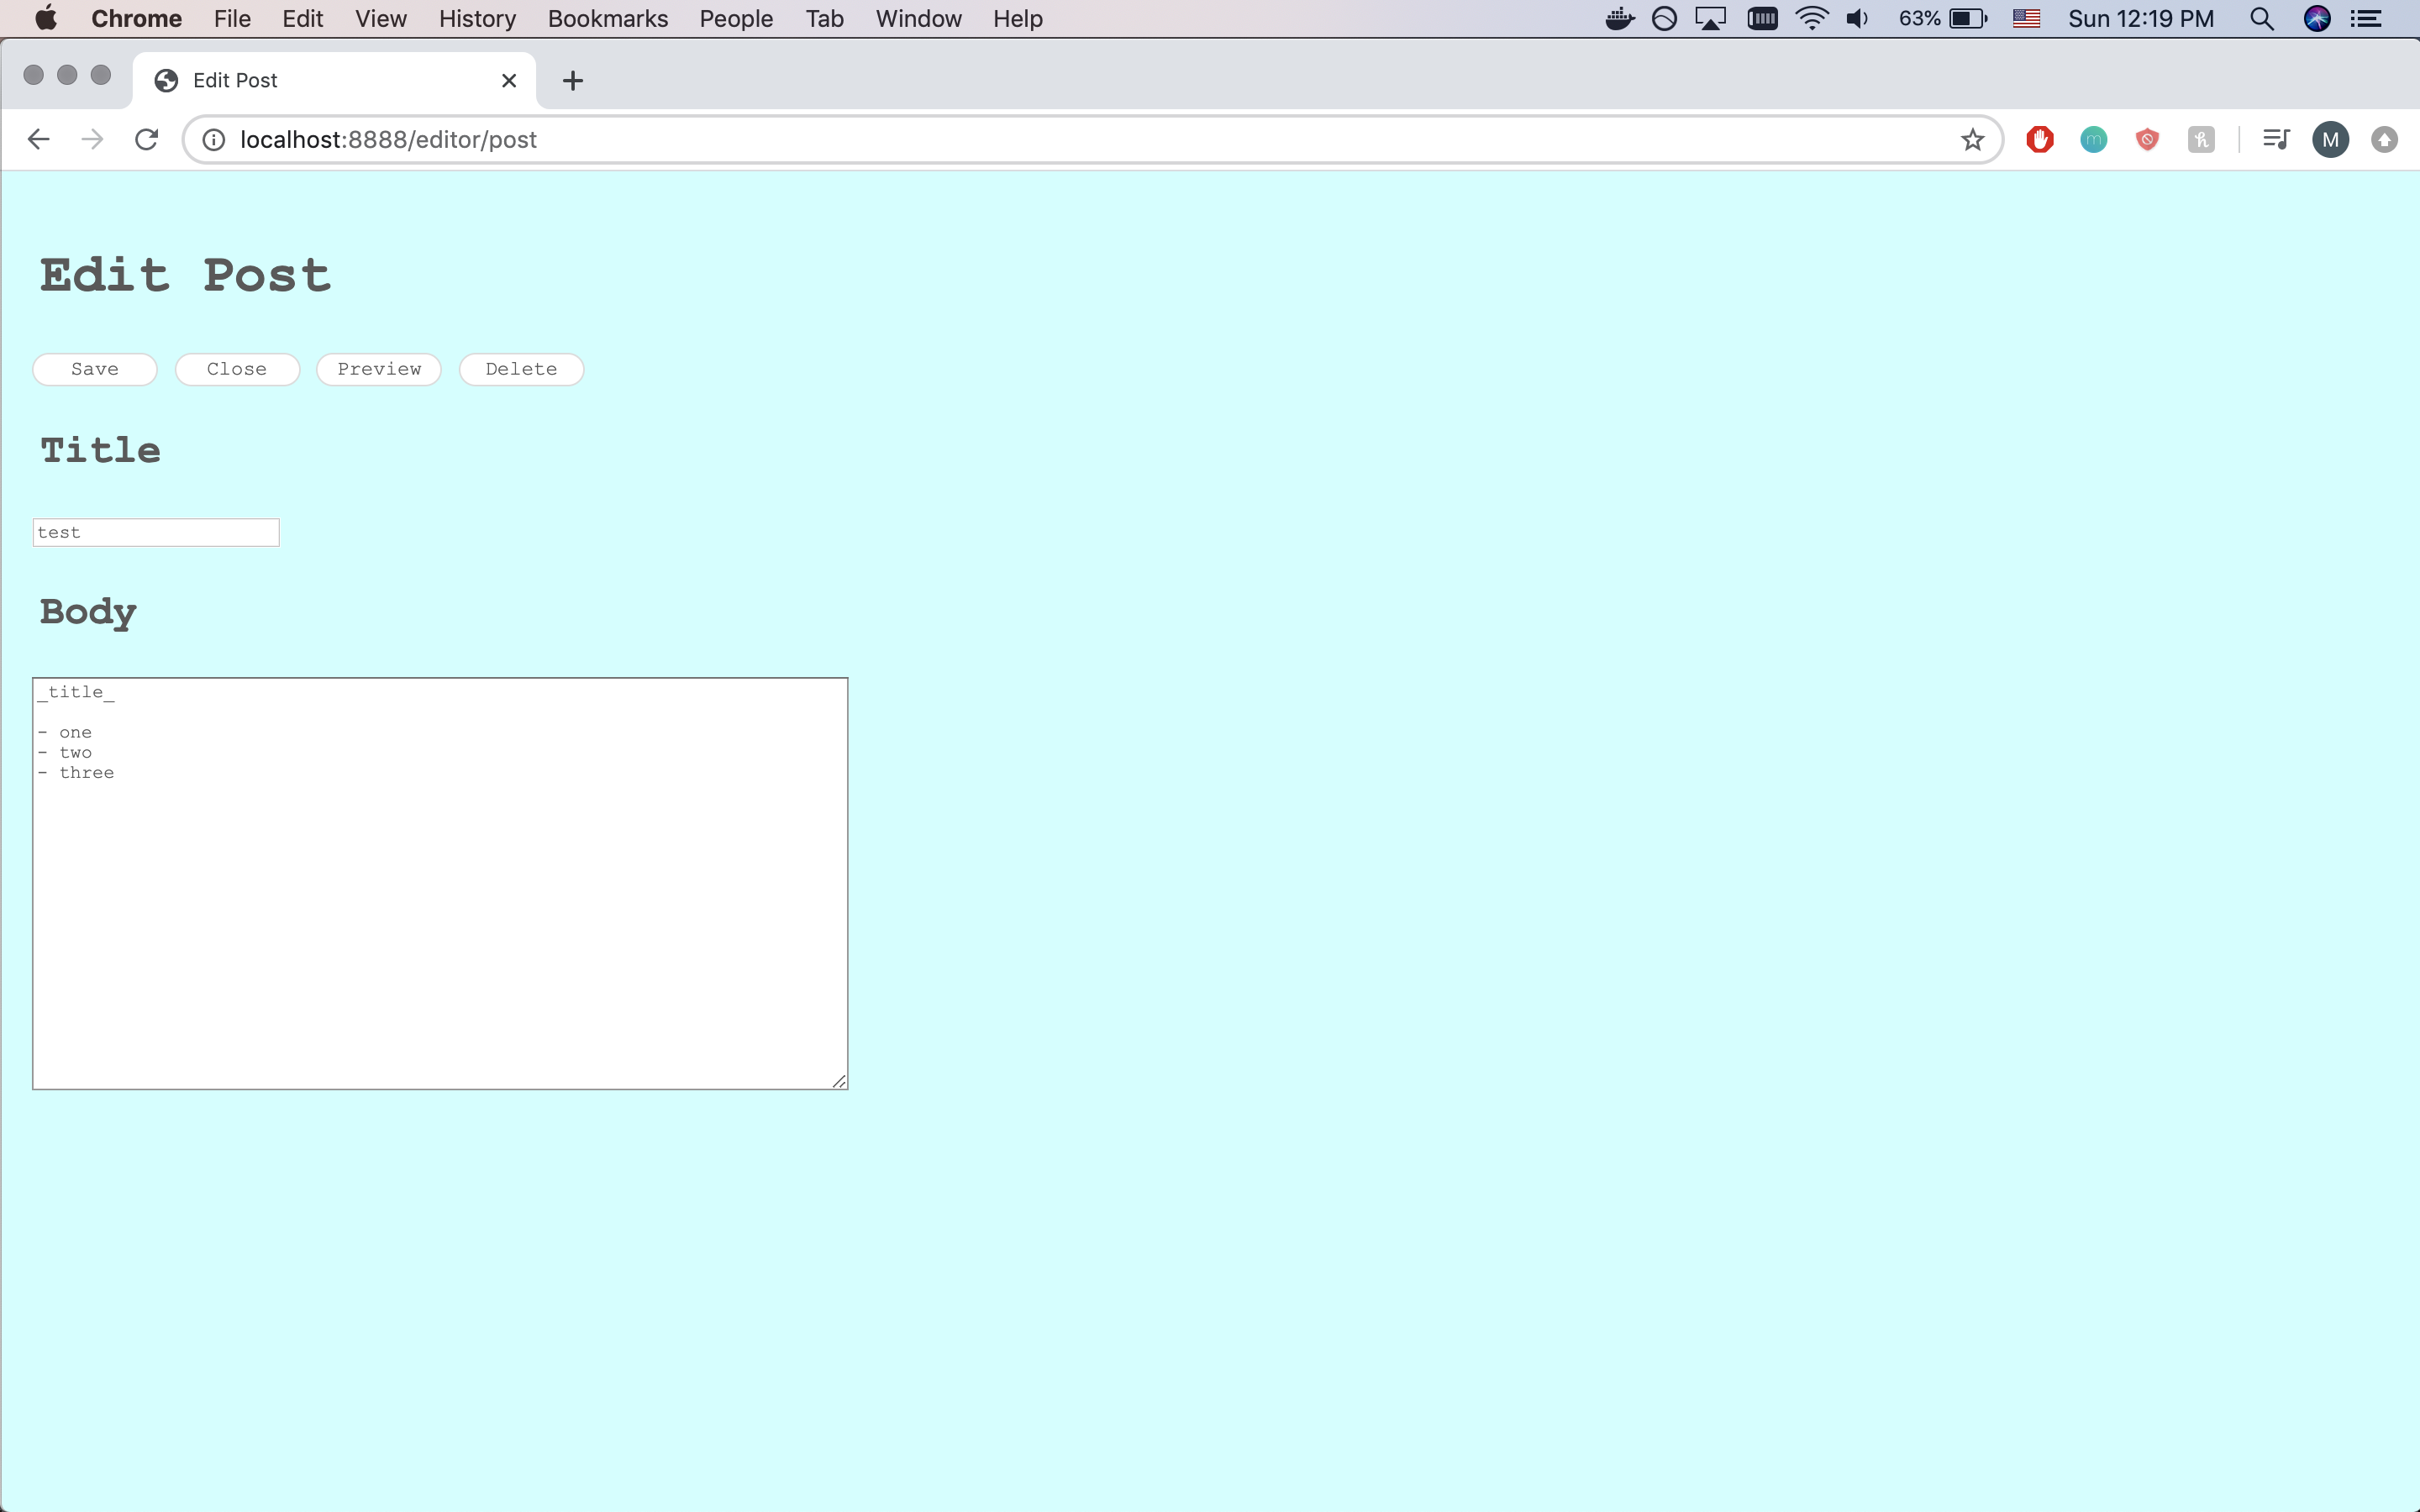 Chrome File Edit View History Bookmarks People Tab Window Help 63% Sun 12:19 PM
Edit Post
localhost:8888/editor/post M
Edit Post
Save Close Preview Delete
Title
test
Body
_title_
- one
- two
- three